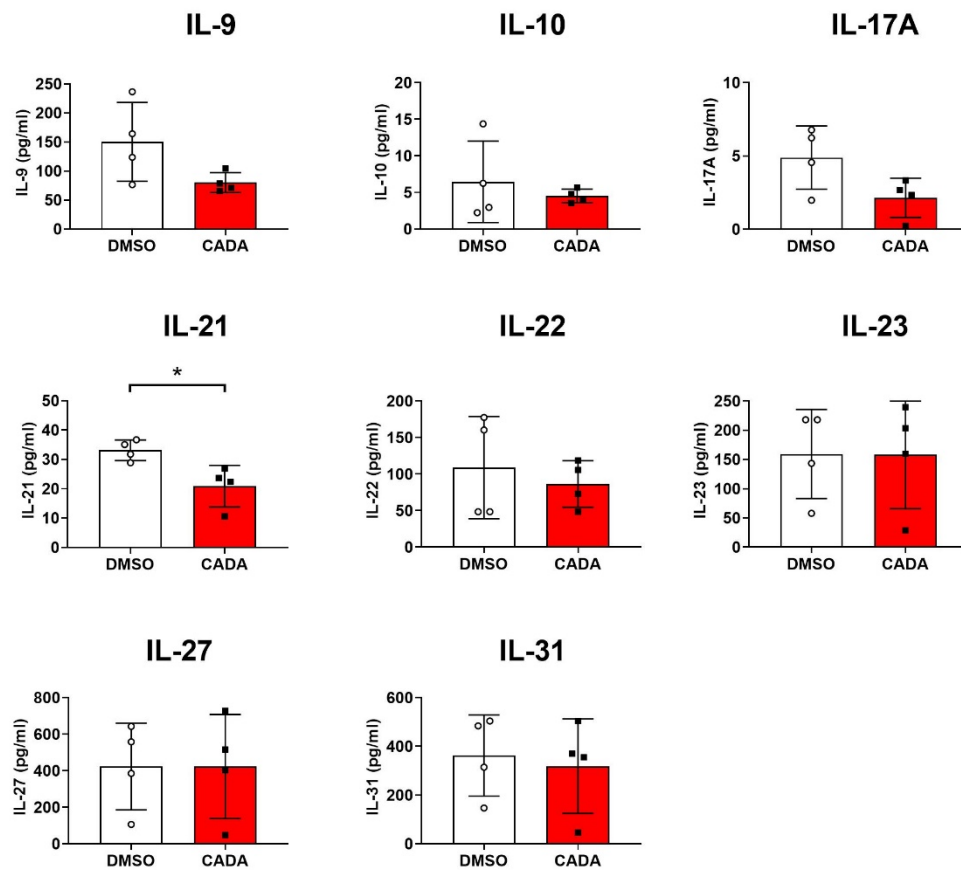 IL-9
IL-10
IL-17A
IL-9 (pg/ml)
250
200
150
100
50
0
DMSO
CADA
IL-10 (pg/ml)
20
15
10
5
0
DMSO
CADA
IL-17A (pg/ml)
10
5
0
DMSO
CADA
IL-21
IL-22
IL-23
*
IL-21 (pg/ml)
50
40
30
20
10
0
DMSO
CADA
IL-22 (pg/ml)
200
150
100
50
0
DMSO
CADA
IL-23 (pg/ml)
250
200
150
100
50
0
DMSO
CADA
IL-27
IL-31
IL-27 (pg/ml)
800
600
400
200
0
DMSO
CADA
IL-31 (pg/ml)
600
400
200
0
DMSO
CADA